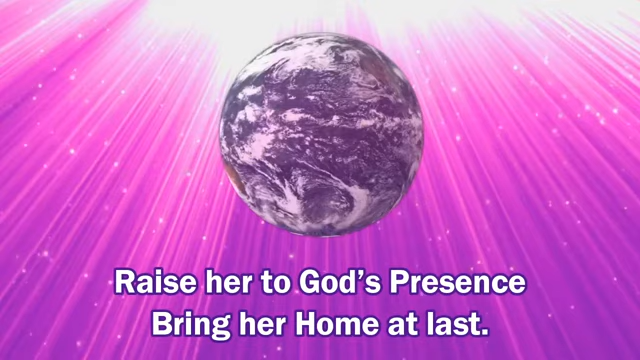 Raise her to God’s Presence
Bring her Home at last.